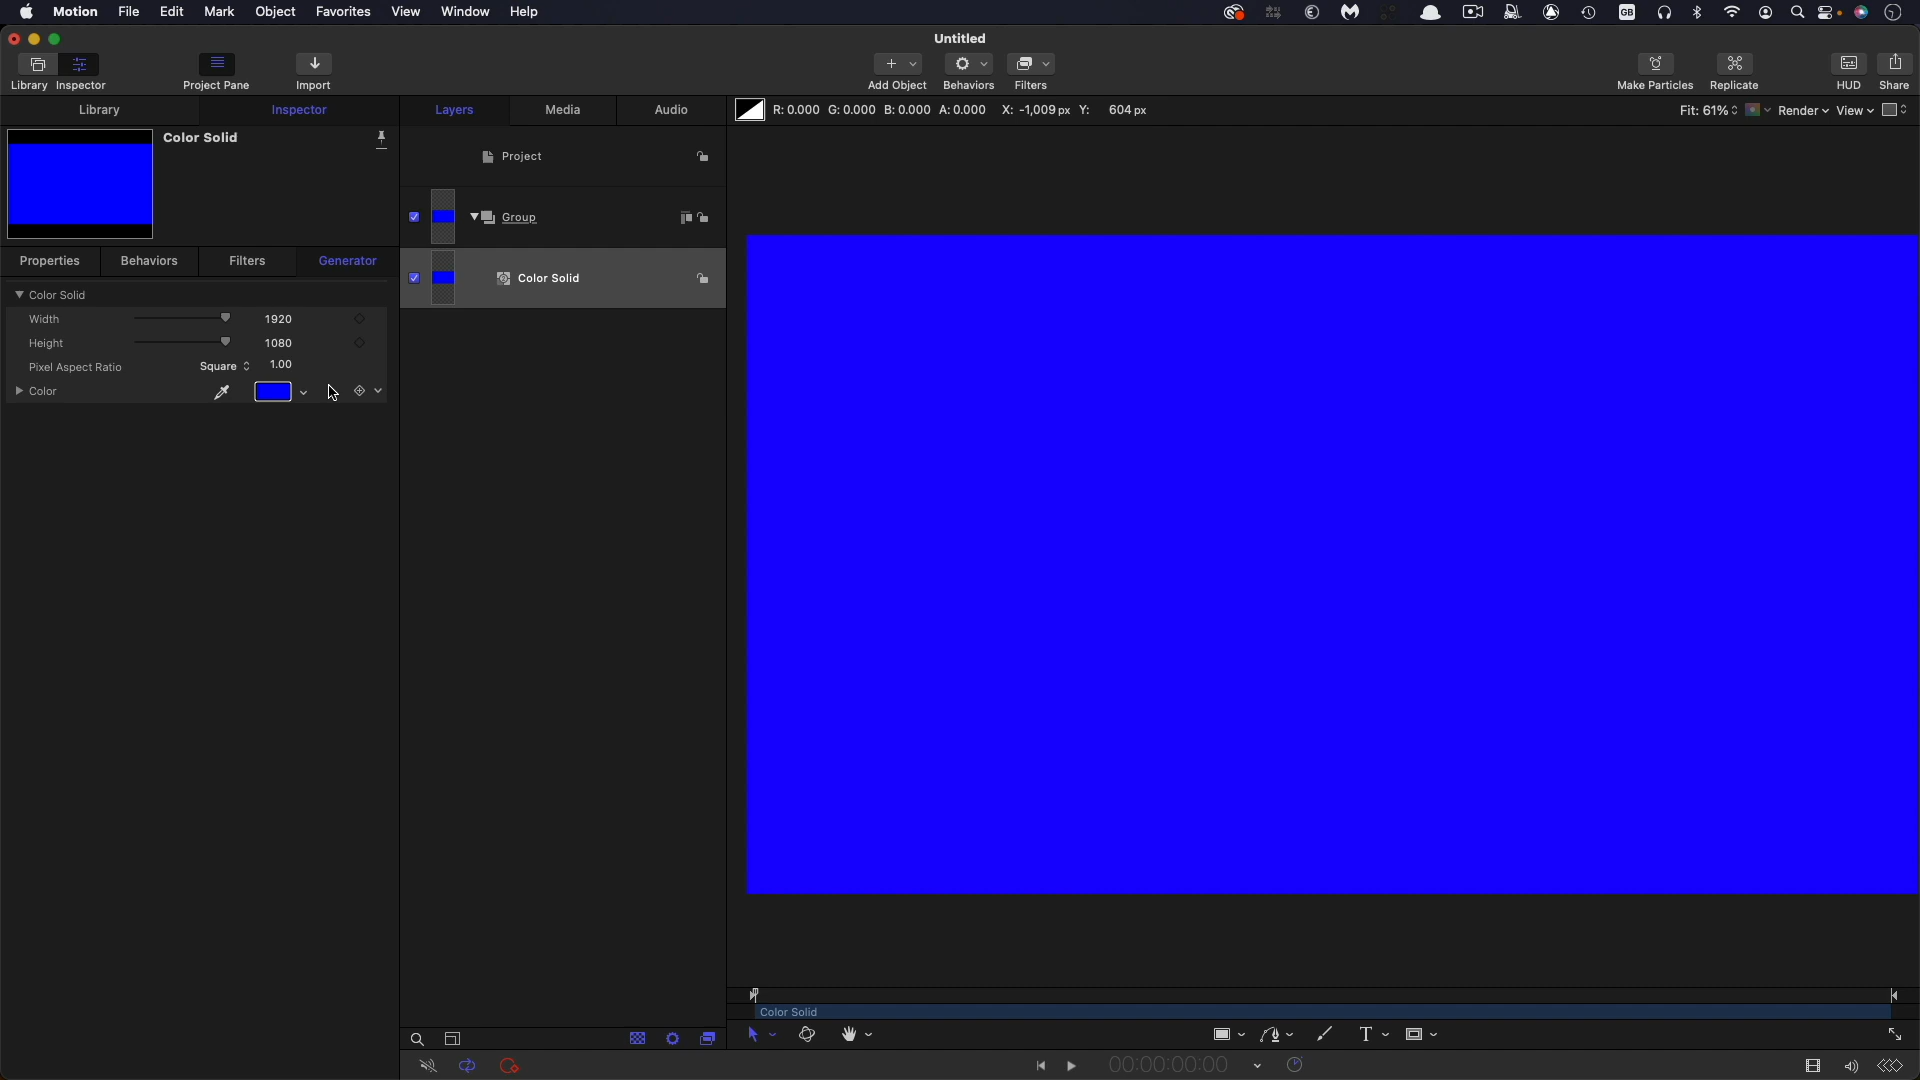 Motion File Edit Mark Object Favorites View Window Help
GB
Untitled
Library Inspector Project Pane Import Add Object Behaviors Filters Make Particles Replicate HUD Share
Library Inspector Layers Media Audio R: 0.000 G: 0.000 B: 0.000 A: 0.000 X: -1,009 px Y: 604 px Fit: 61% Render View
Color Solid
Project
Group
Properties Behaviors Filters Generator
Color Solid
Color Solid
Width 1920
Height 1080
Pixel Aspect Ratio Square 1.00
Color
Color Solid
T
00:00:00:00